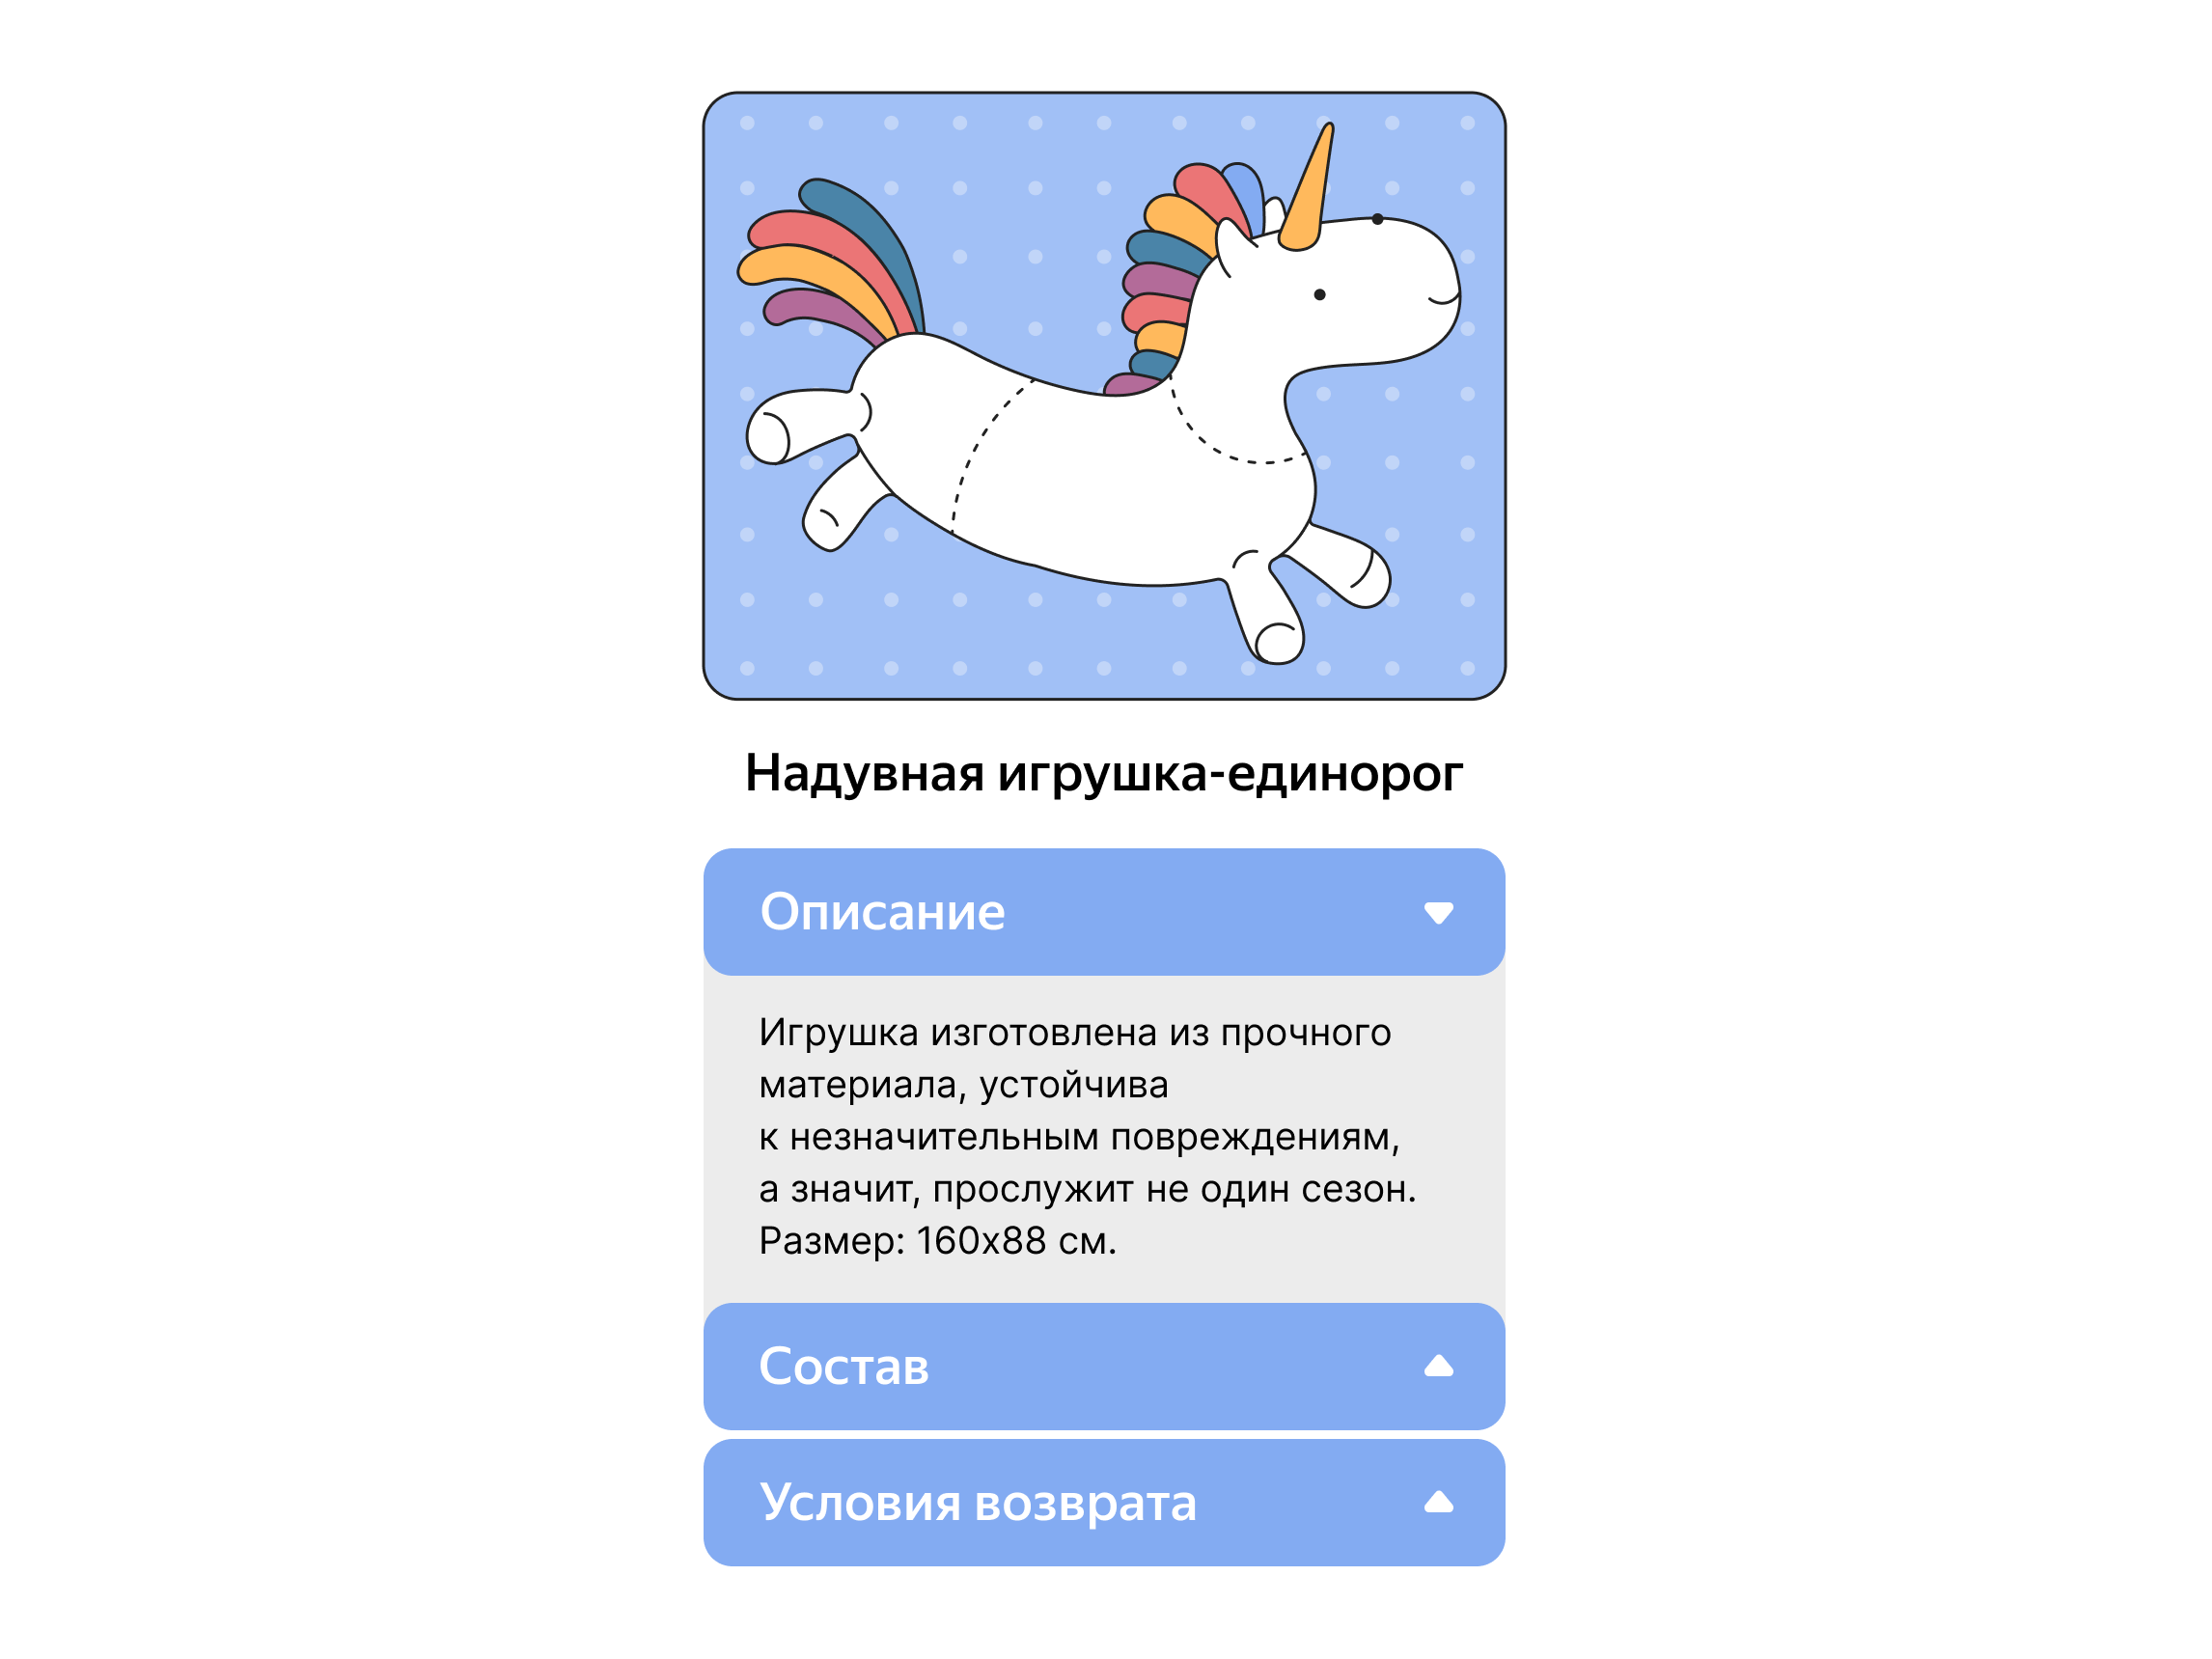 Надувная игрушка-единорог
Описание
Игрушка изготовлена из прочного
материала, устойчива
к незначительным повреждениям,
а значит, прослужит не один сезон.
Размер: 160х88 см.
Состав
Условия возврата